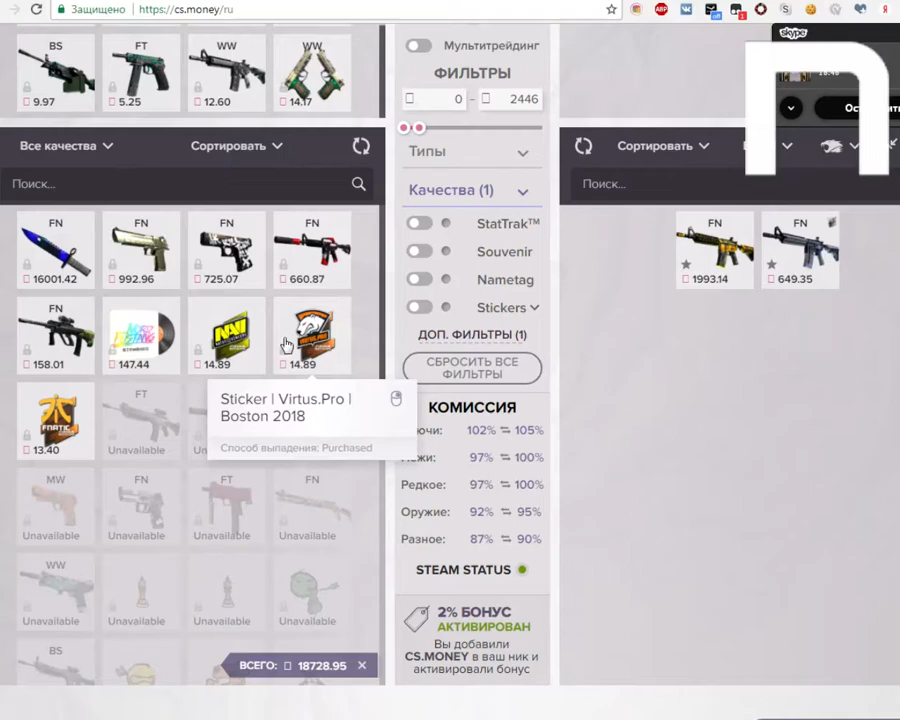 Защищено https://cs.money/ru
skype
BS
FT
WW
WW
9.97
5.25
12.60
14.17
Мультитрейдинг
ФИЛЬТРЫ
0 - 2446
Все качества
Сортировать
Поиск...
Типы
Качества (1)
StatTrak™
Souvenir
Nametag
Stickers
ДОП. ФИЛЬТРЫ (1)
СБРОСИТЬ ВСЕ
ФИЛЬТРЫ
Сортировать
Поиск...
FN
FN
FN
FN
16001.42
992.96
725.07
660.87
FN
158.01
147.44
14.89
14.89
Sticker | Virtus.Pro |
Boston 2018
Способ выпадения: Purchased
13.40
FT
Unavailable
MW
FN
FT
FN
Unavailable
Unavailable
Unavailable
Unavailable
WW
Unavailable
Unavailable
Unavailable
Unavailable
BS
ВСЕГО: 18728.95
FN
FN
1993.14
649.35
КОМИССИЯ
102% 105%
97% 100%
Редкое: 97% 100%
Оружие: 92% 95%
Разное: 87% 90%
STEAM STATUS
2% БОНУС
АКТИВИРОВАН
Вы добавили
CS.MONEY в ваш ник и
активировали бонус